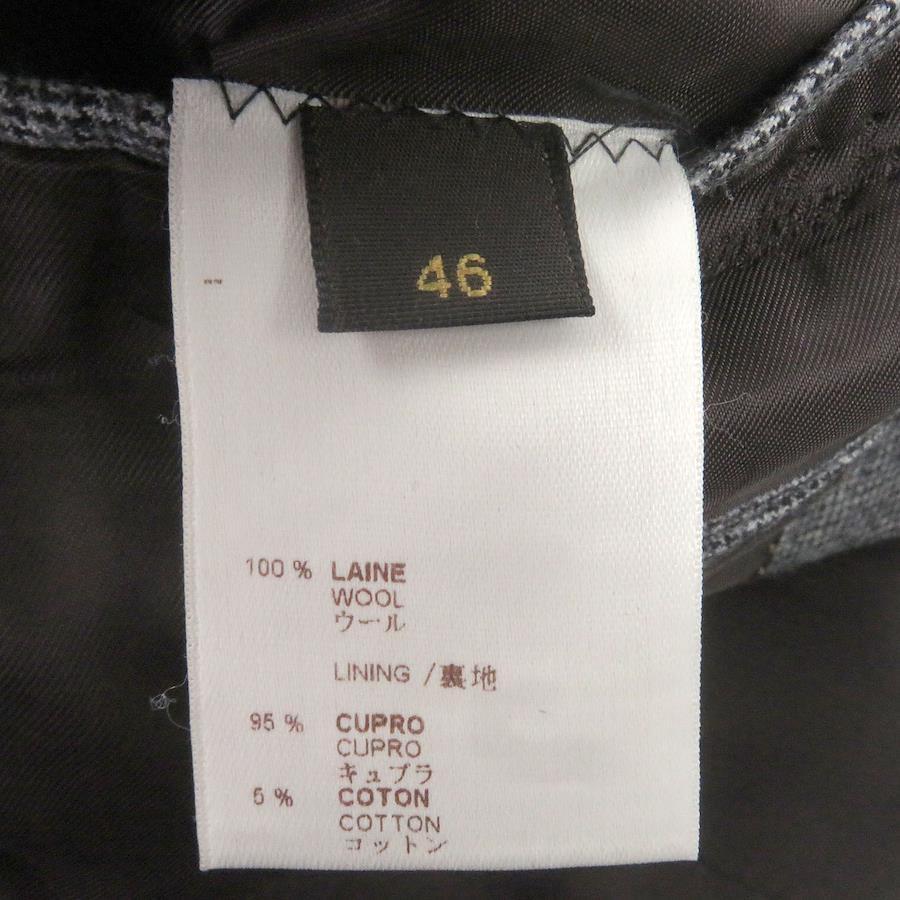 46
100 % LAINE
WOOL
ウール
LINING /裏地
95 % CUPRO
CUPRO
キュプラ
5 % COTON
COTTON
コットン